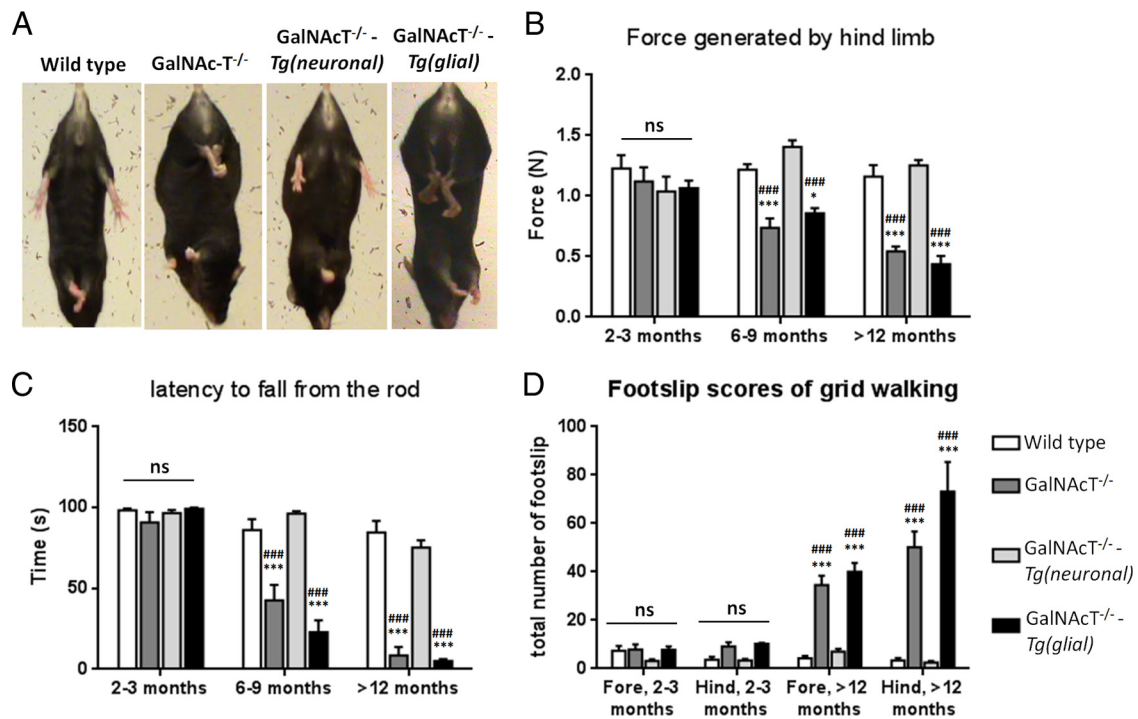 A
Wild type
GalNAc-T-/-
GalNAcT-/- -
Tg(neuronal)
GalNAcT-/- -
Tg(glial)
B
Force generated by hind limb
Force (N)
2.0
1.5
1.0
0.5
0.0
ns
###
***
###
*
###
***
###
***
2-3 months
6-9 months
>12 months
C
latency to fall from the rod
Time (s)
150
100
50
0
ns
###
***
###
***
###
***
###
***
2-3 months
6-9 months
>12 months
D
Footslip scores of grid walking
total number of footslip
100
80
60
40
20
0
ns
ns
###
***
###
***
###
***
###
***
Fore, 2-3
months
Hind, 2-3
months
Fore, >12
months
Hind, >12
months
Wild type
GalNAcT-/-
GalNAcT-/- -
Tg(neuronal)
GalNAcT-/- -
Tg(glial)